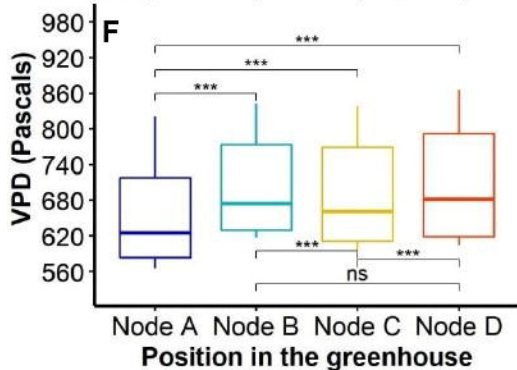 F
VPD (Pascals)
980
920
860
800
740
680
620
560
***
***
***
***
***
ns
Node A Node B Node C Node D
Position in the greenhouse